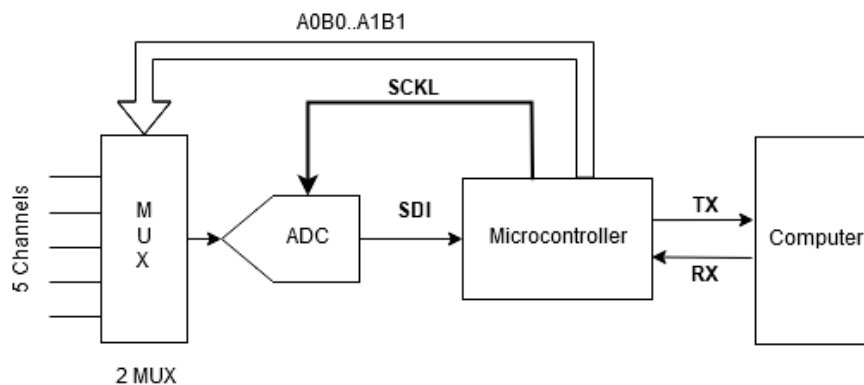 A0B0..A1B1
SCKL
5 Channels
M
U
X
ADC
SDI
Microcontroller
TX
RX
Computer
2 MUX